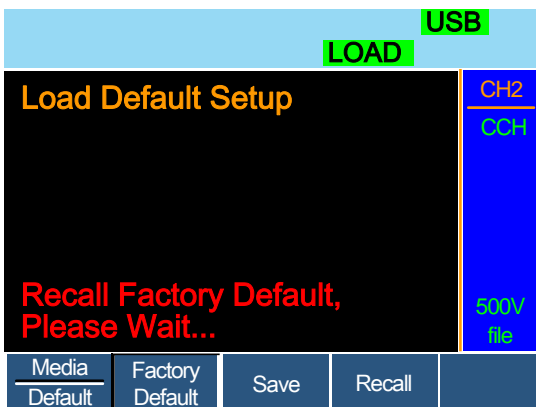 USB
LOAD
Load Default Setup
CH2
CCH
Recall Factory Default,
Please Wait...
500V
file
Media
Default
Factory
Default
Save
Recall